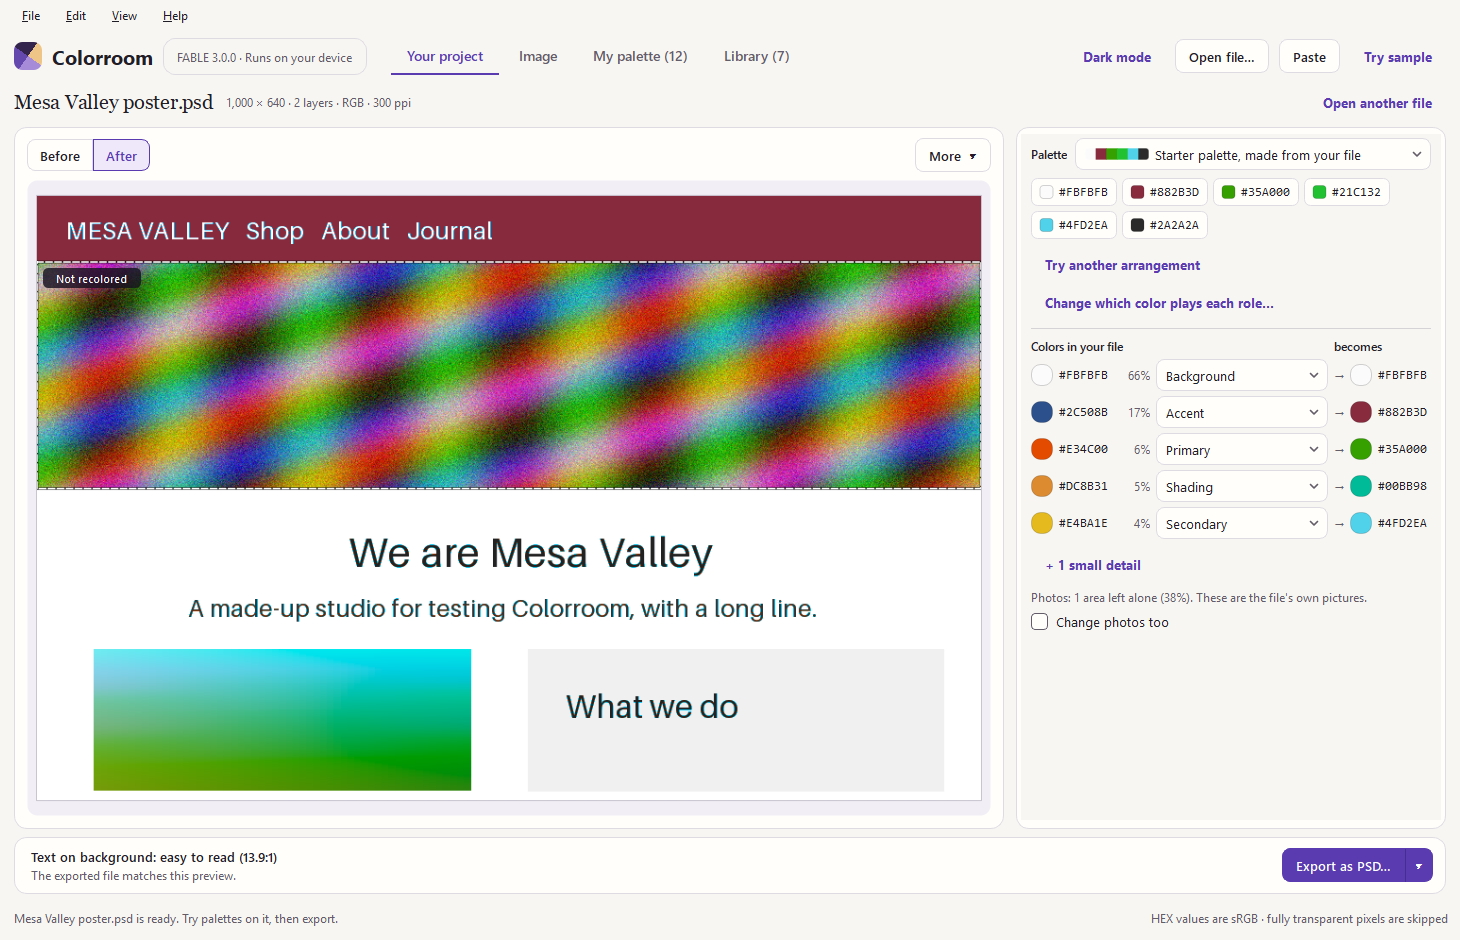 File Edit View Help
Colorroom
FABLE 3.0.0 · Runs on your device
Your project Image My palette (12) Library (7)
Dark mode Open file... Paste Try sample
Mesa Valley poster.psd 1,000 × 640 · 2 layers · RGB · 300 ppi
Open another file
Before After
More
MESA VALLEY Shop About Journal
Not recolored
We are Mesa Valley
A made-up studio for testing Colorroom, with a long line.
What we do
Palette Starter palette, made from your file
#FBFBFB #882B3D #35A000 #21C132
#4FD2EA #2A2A2A
Try another arrangement
Change which color plays each role...
Colors in your file becomes
#FBFBFB 66% Background → #FBFBFB
#2C508B 17% Accent → #882B3D
#E34C00 6% Primary → #35A000
#DC8B31 5% Shading → #00BB98
#E4BA1E 4% Secondary → #4FD2EA
+ 1 small detail
Photos: 1 area left alone (38%). These are the file's own pictures.
Change photos too
Text on background: easy to read (13.9:1)
The exported file matches this preview.
Export as PSD...
Mesa Valley poster.psd is ready. Try palettes on it, then export.
HEX values are sRGB · fully transparent pixels are skipped